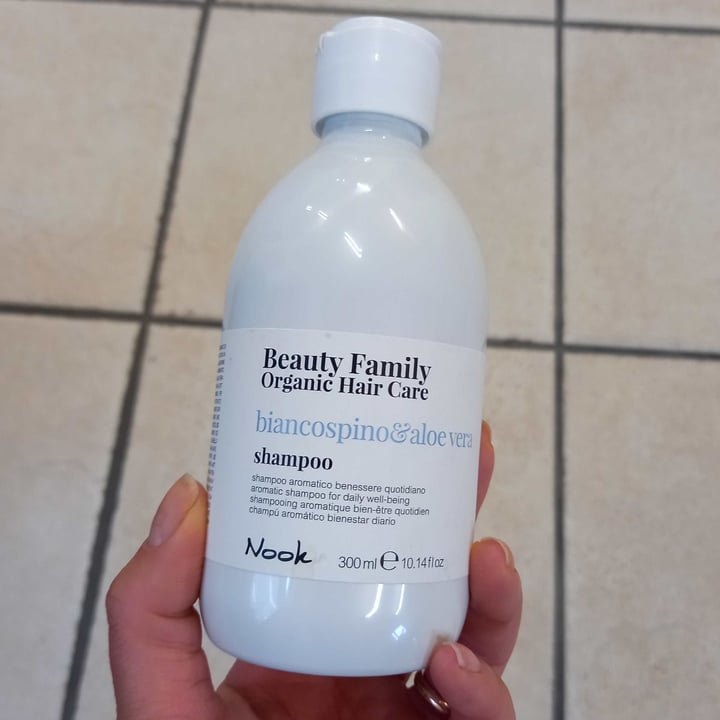 Beauty Family
Organic Hair Care
biancospino&aloe vera
shampoo
shampoo aromatico benessere quotidiano
aromatic shampoo for daily well-being
shampooing aromatique bien-être quotidien
champú aromático bienestar diario
Nook
300 ml ℮ 10.14 fl oz